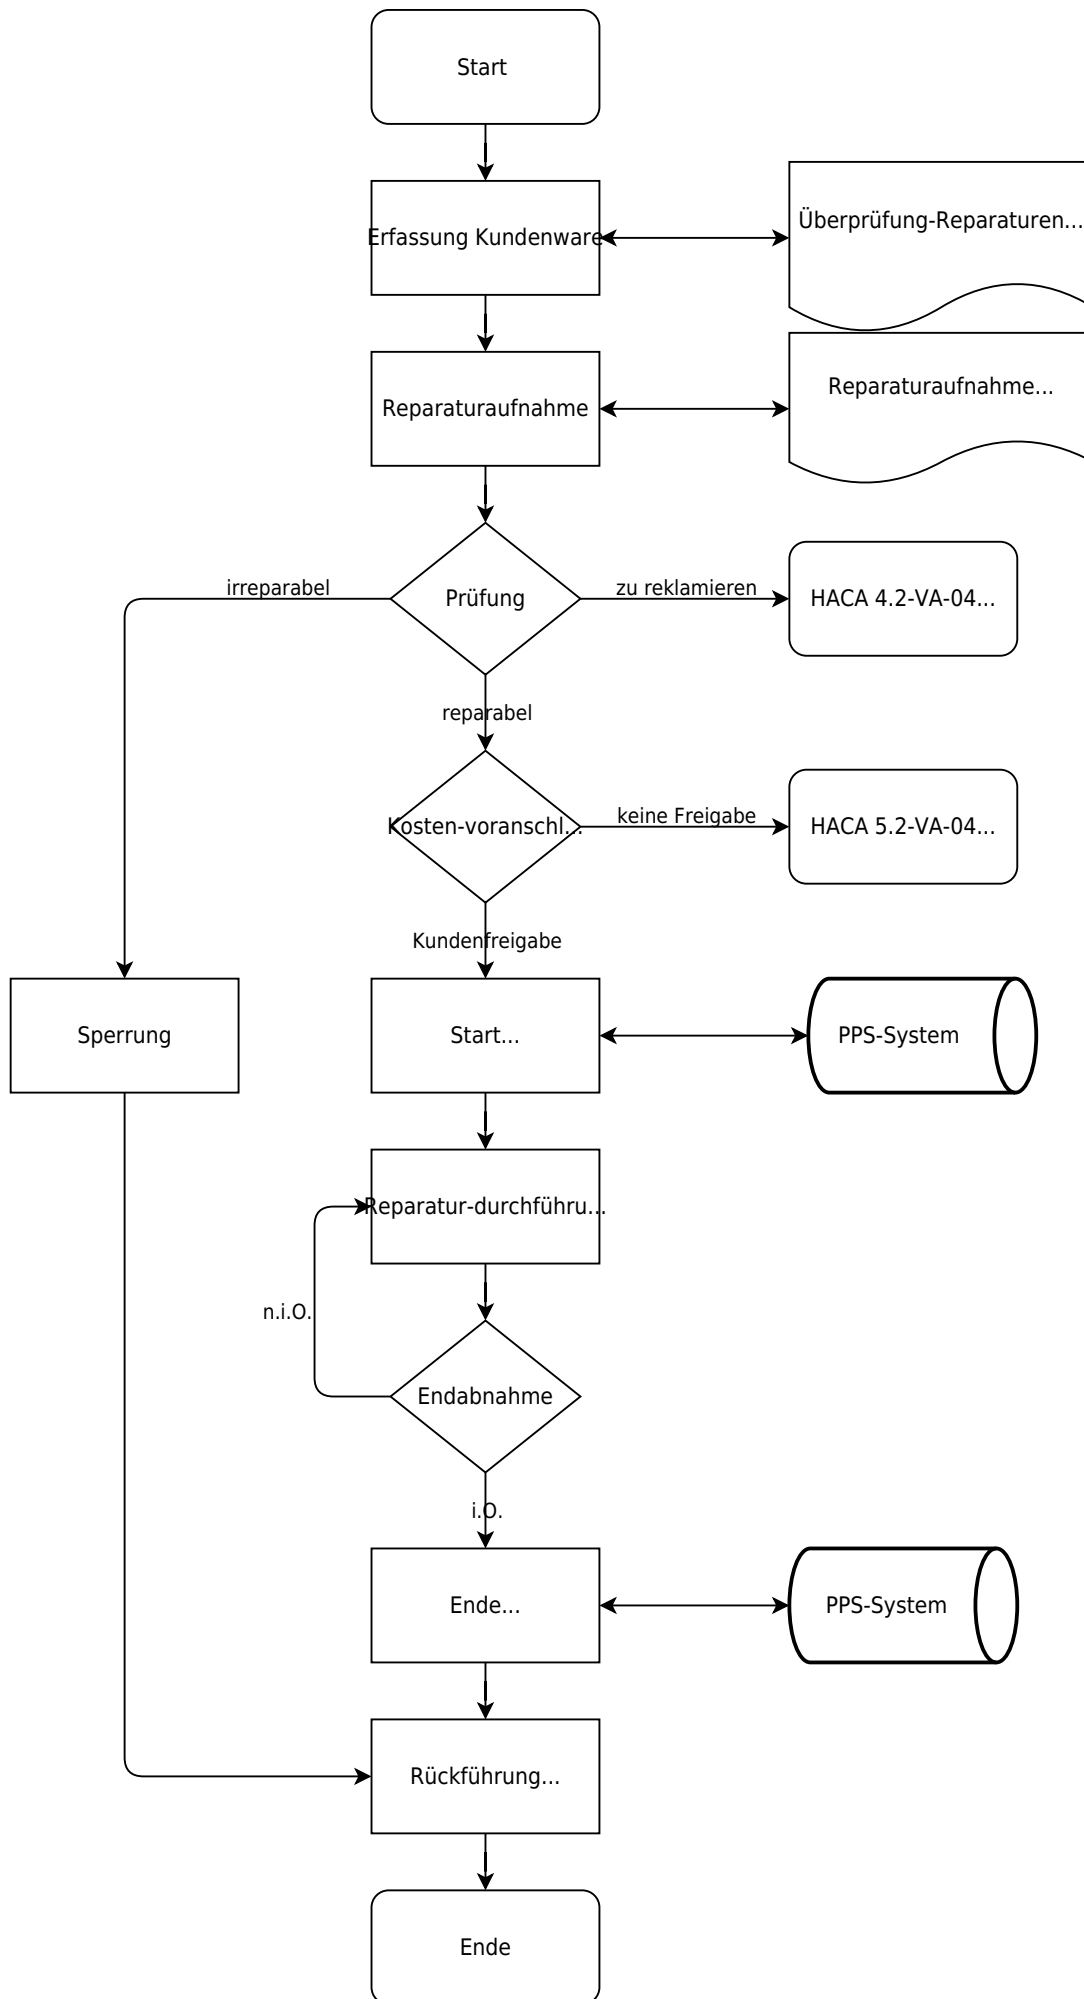 Start
Erfassung Kundenware
Überprüfung-Reparaturen...
Reparaturaufnahme
Reparaturaufnahme...
irreparabel
Prüfung
zu reklamieren
HACA 4.2-VA-04...
reparabel
Kosten-voranschl...
keine Freigabe
HACA 5.2-VA-04...
Kundenfreigabe
Sperrung
Start...
PPS-System
Reparatur-durchführu...
n.i.O.
Endabnahme
i.O.
Ende...
PPS-System
Rückführung...
Ende